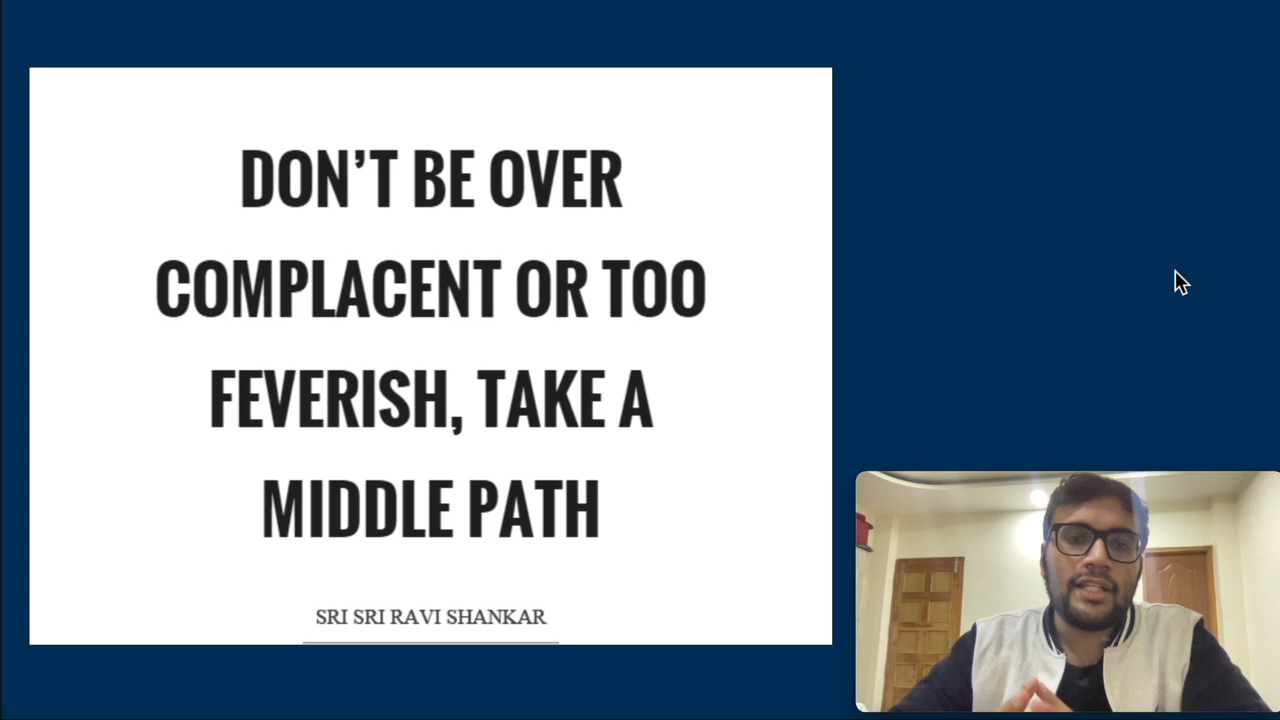 DON’T BE OVER
COMPLACENT OR TOO
FEVERISH, TAKE A
MIDDLE PATH
SRI SRI RAVI SHANKAR